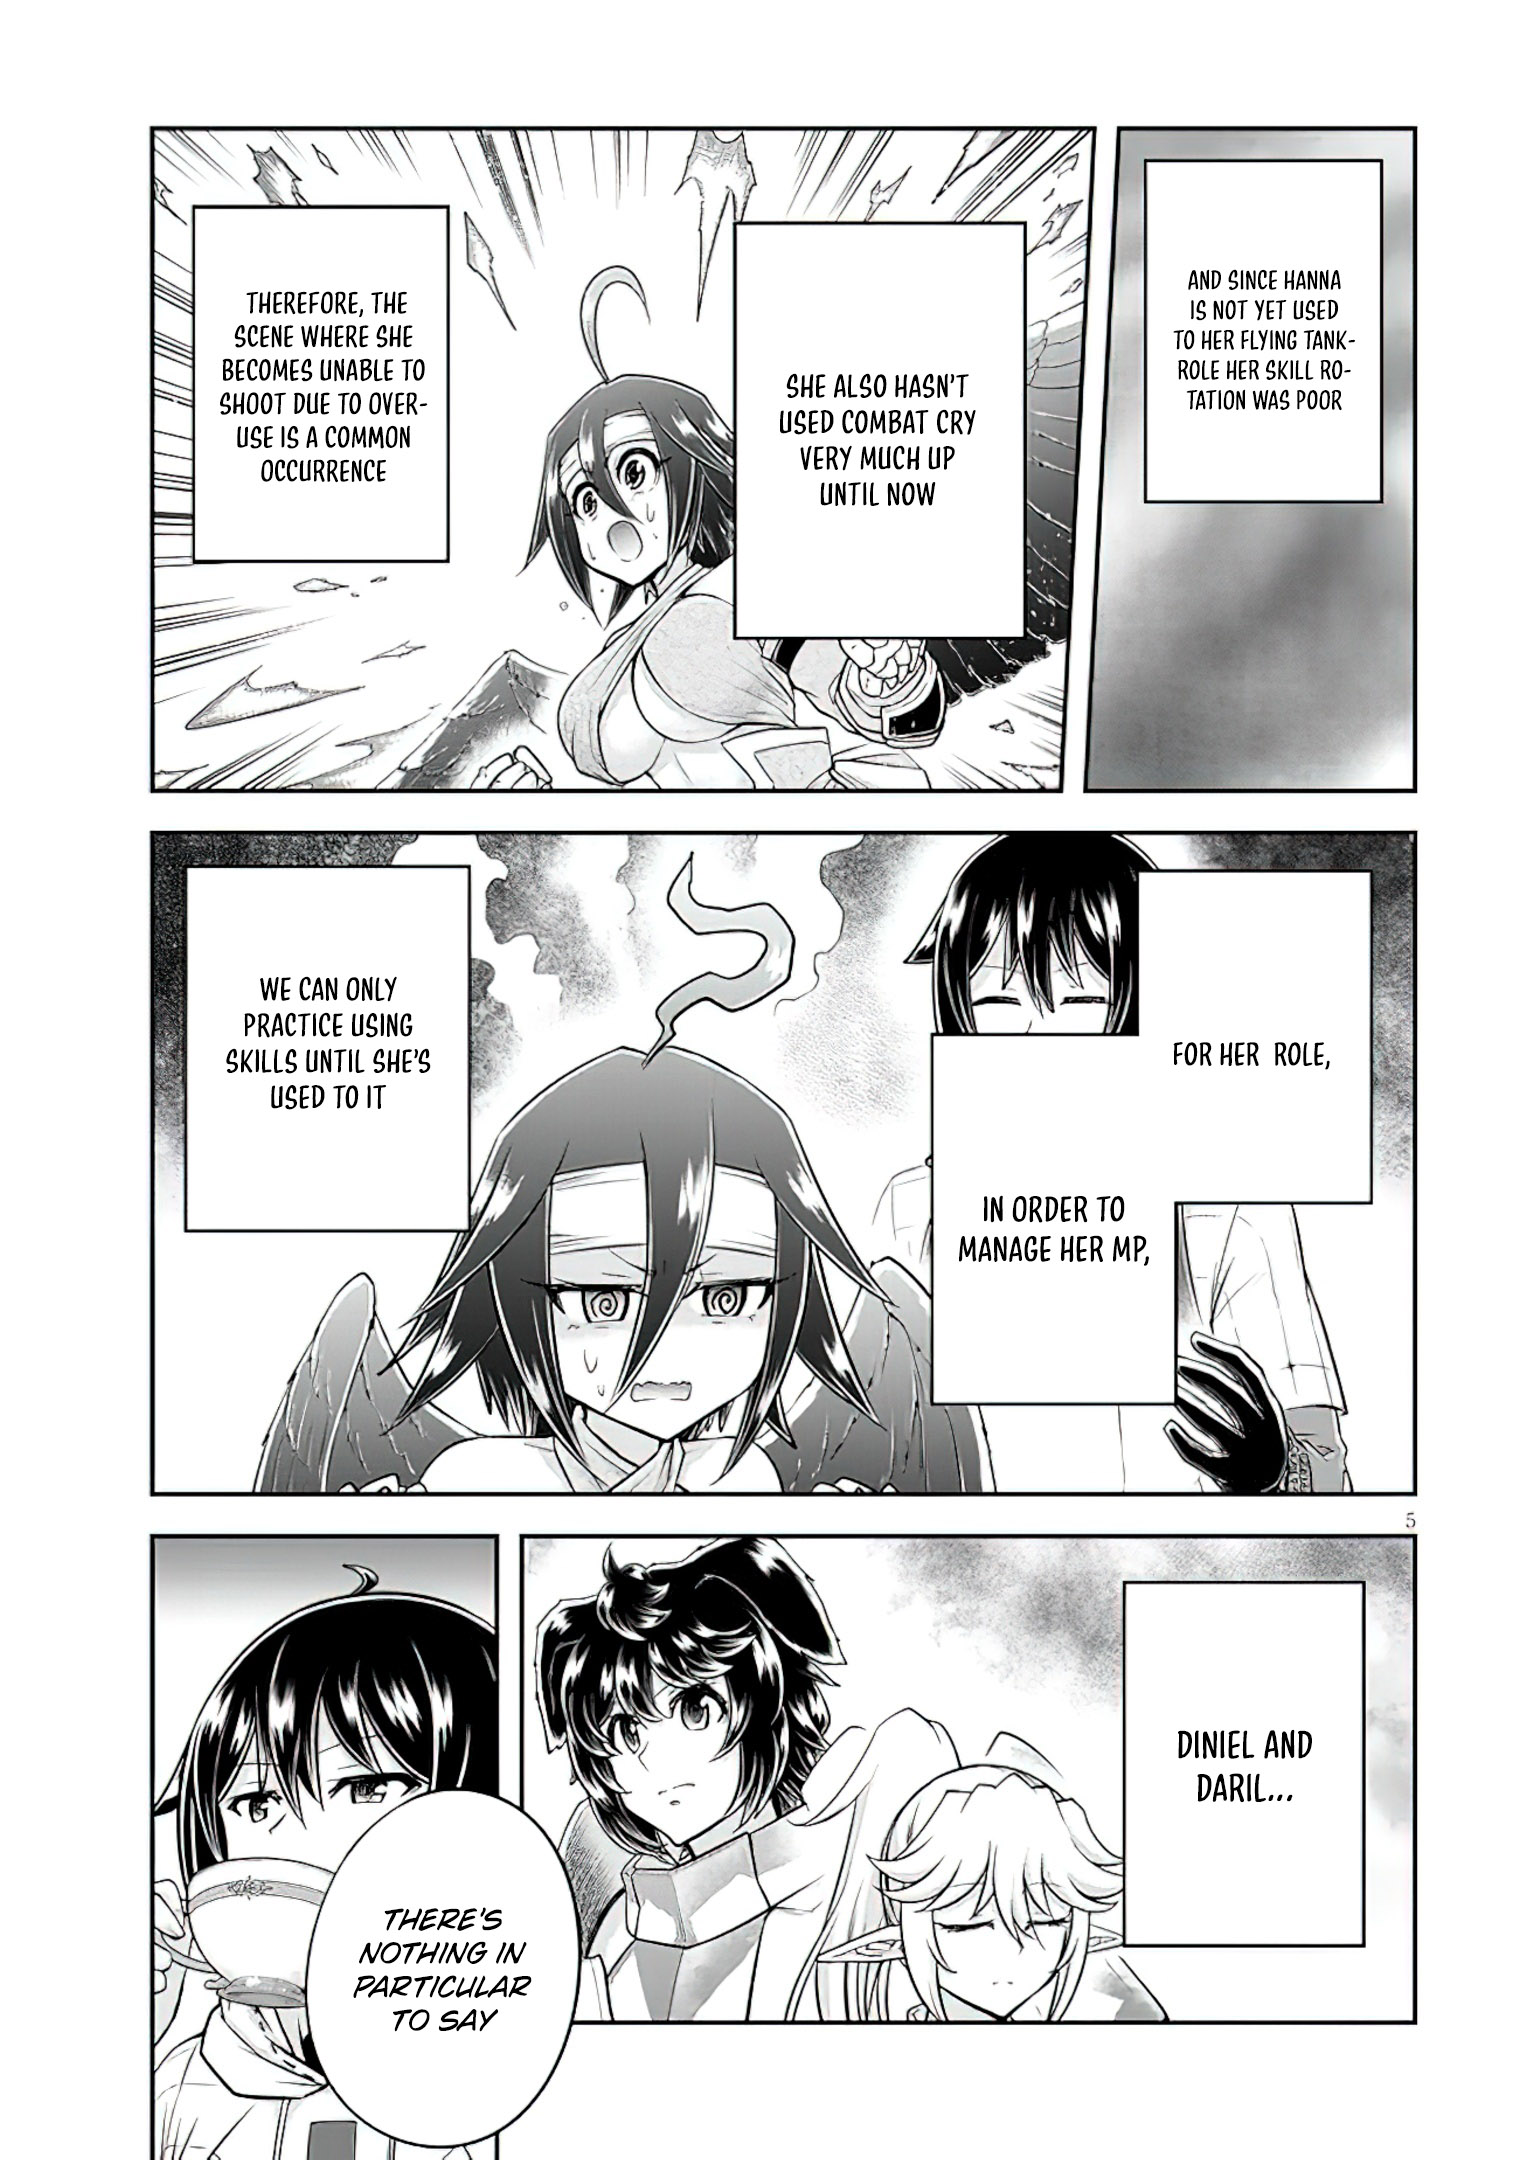 AND SINCE HANNA
IS NOT YET USED
TO HER FLYING TANK-
ROLE HER SKILL RO-
TATION WAS POOR
SHE ALSO HASN'T
USED COMBAT CRY
VERY MUCH UP
UNTIL NOW
THEREFORE, THE
SCENE WHERE SHE
BECOMES UNABLE TO
SHOOT DUE TO OVER-
USE IS A COMMON
OCCURRENCE
FOR HER ROLE,
IN ORDER TO
MANAGE HER MP,
WE CAN ONLY
PRACTICE USING
SKILLS UNTIL SHE'S
USED TO IT
5
DINIEL AND
DARIL...
THERE'S
NOTHING IN
PARTICULAR
TO SAY